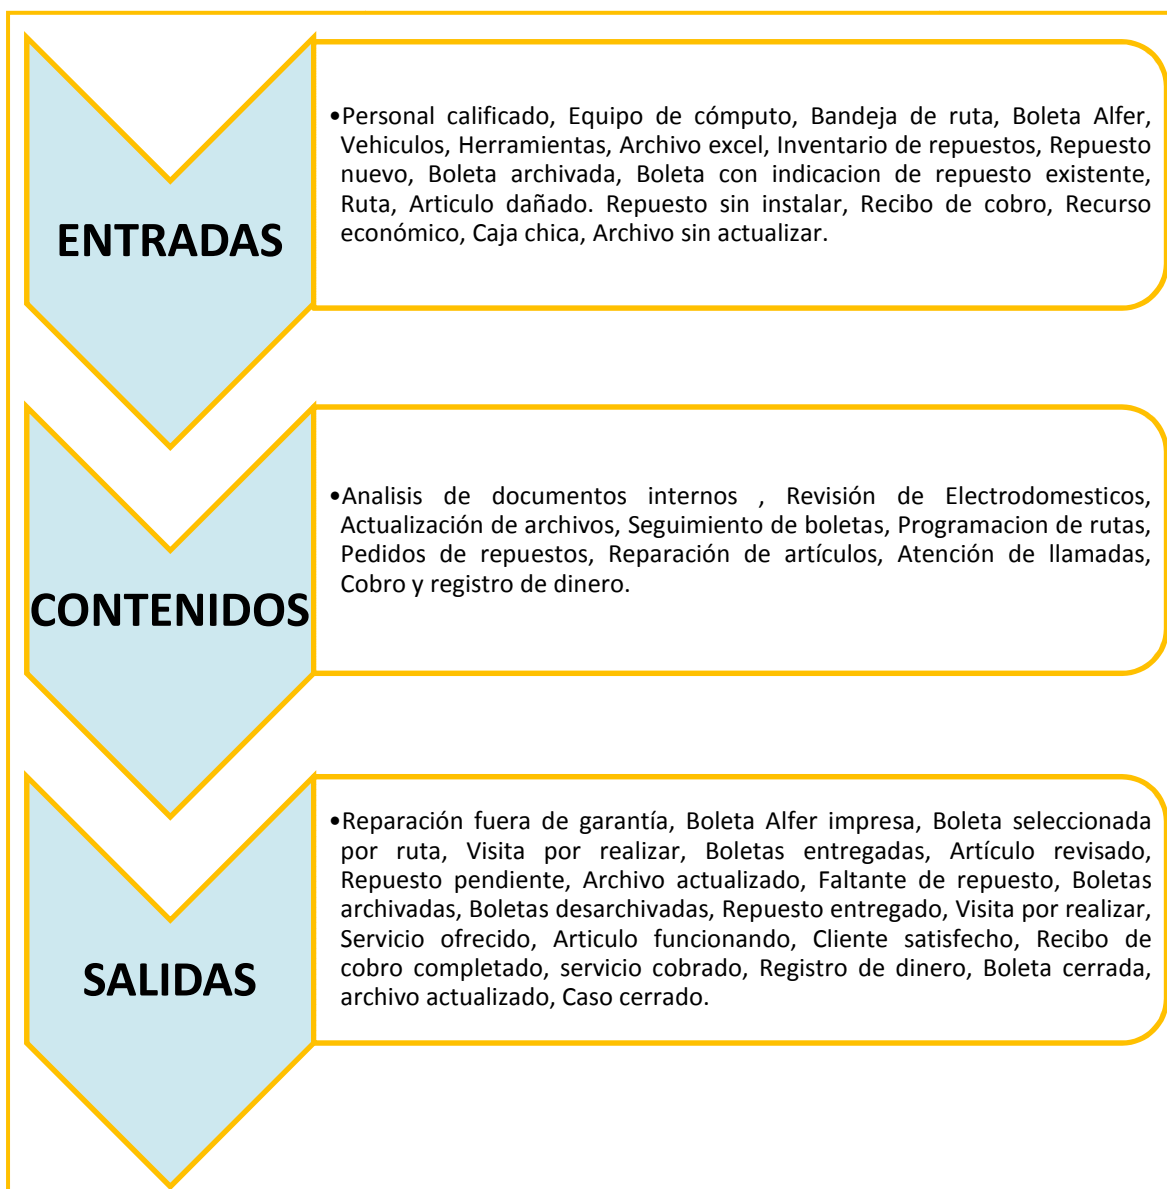 ENTRADAS
•Personal calificado, Equipo de cómputo, Bandeja de ruta, Boleta Alfer,
Vehiculos, Herramientas, Archivo excel, Inventario de repuestos, Repuesto
nuevo, Boleta archivada, Boleta con indicacion de repuesto existente,
Ruta, Articulo dañado. Repuesto sin instalar, Recibo de cobro, Recurso
económico, Caja chica, Archivo sin actualizar.
CONTENIDOS
•Analisis de documentos internos , Revisión de Electrodomesticos,
Actualización de archivos, Seguimiento de boletas, Programacion de rutas,
Pedidos de repuestos, Reparación de artículos, Atención de llamadas,
Cobro y registro de dinero.
SALIDAS
•Reparación fuera de garantía, Boleta Alfer impresa, Boleta seleccionada
por ruta, Visita por realizar, Boletas entregadas, Artículo revisado,
Repuesto pendiente, Archivo actualizado, Faltante de repuesto, Boletas
archivadas, Boletas desarchivadas, Repuesto entregado, Visita por realizar,
Servicio ofrecido, Articulo funcionando, Cliente satisfecho, Recibo de
cobro completado, servicio cobrado, Registro de dinero, Boleta cerrada,
archivo actualizado, Caso cerrado.